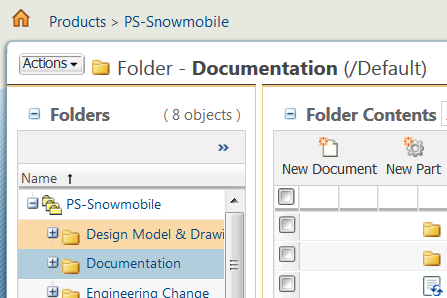 Products > PS-Snowmobile
Actions Folder - Documentation (/Default)
Folders ( 8 objects )
»
Name ↑
PS-Snowmobile
Design Model & Drawi
Documentation
Engineering Change
Folder Contents
New Document New Part